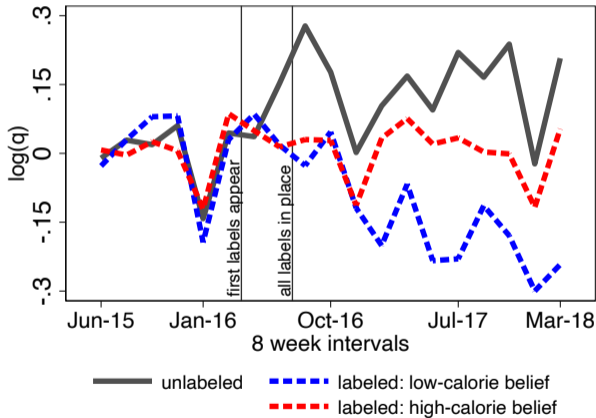 .3
.15
0
-.15
-.3
log(q)
first labels appear
all labels in place
Jun-15 Jan-16 Oct-16 Jul-17 Mar-18
8 week intervals
unlabeled labeled: low-calorie belief
labeled: high-calorie belief